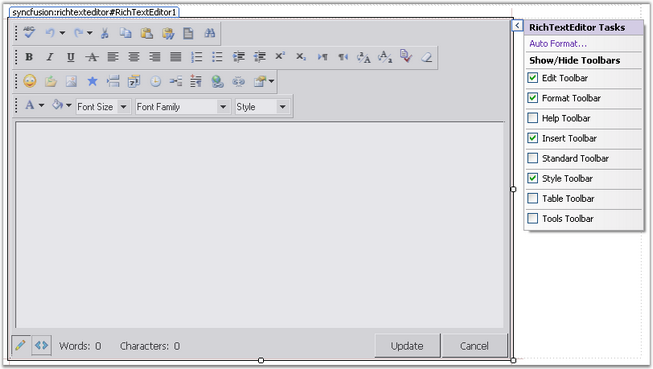 syncfusion:richtexteditor#RichTextEditor1
RichTextEditor Tasks
Auto Format...
Show/Hide Toolbars
Edit Toolbar
Format Toolbar
Help Toolbar
Insert Toolbar
Standard Toolbar
Style Toolbar
Table Toolbar
Tools Toolbar
ABC
B I U
A Font Size Font Family Style
Words: 0 Characters: 0 Update Cancel